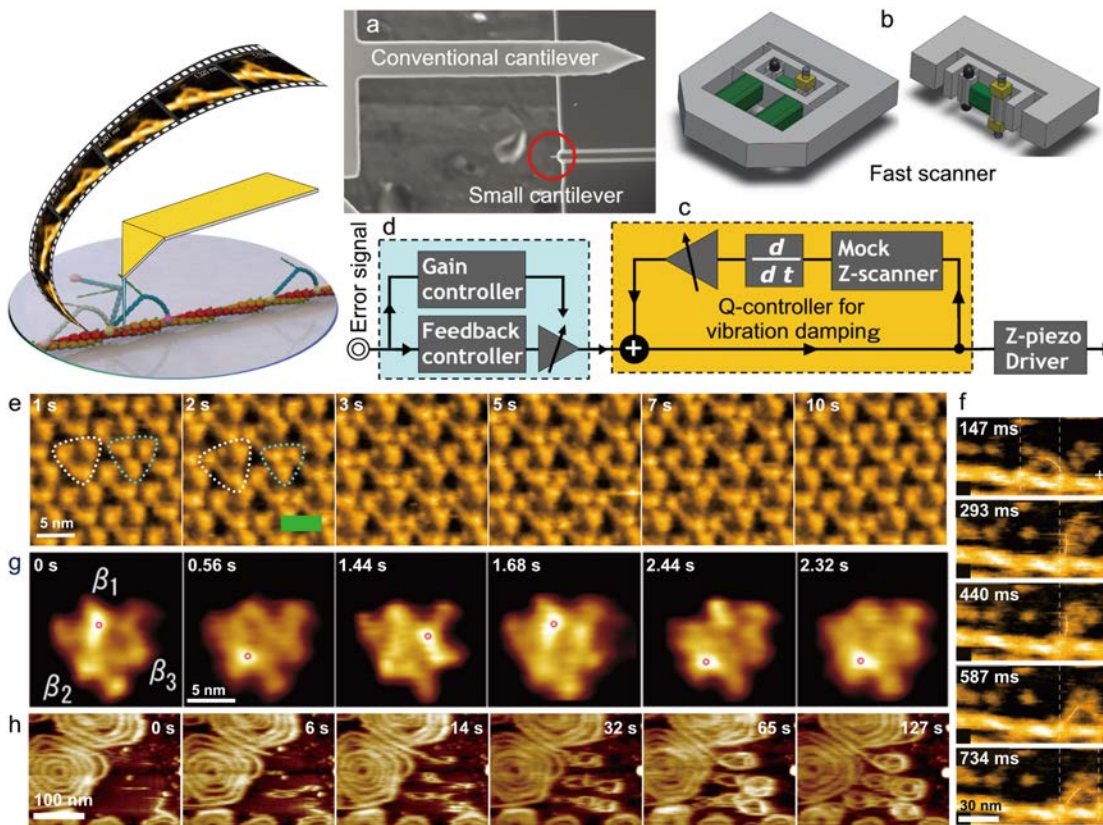 a
Conventional cantilever
Small cantilever
b
Fast scanner
Error signal
d
Gain
controller
Feedback
controller
c
d
d t
Mock
Z-scanner
Q-controller for
vibration damping
+
Z-piezo
Driver
e
1 s
2 s
3 s
5 s
7 s
10 s
5 nm
f
147 ms
293 ms
440 ms
587 ms
734 ms
30 nm
g
0 s
0.56 s
1.44 s
1.68 s
2.44 s
2.32 s
β1
β2
β3
5 nm
h
0 s
6 s
14 s
32 s
65 s
127 s
100 nm